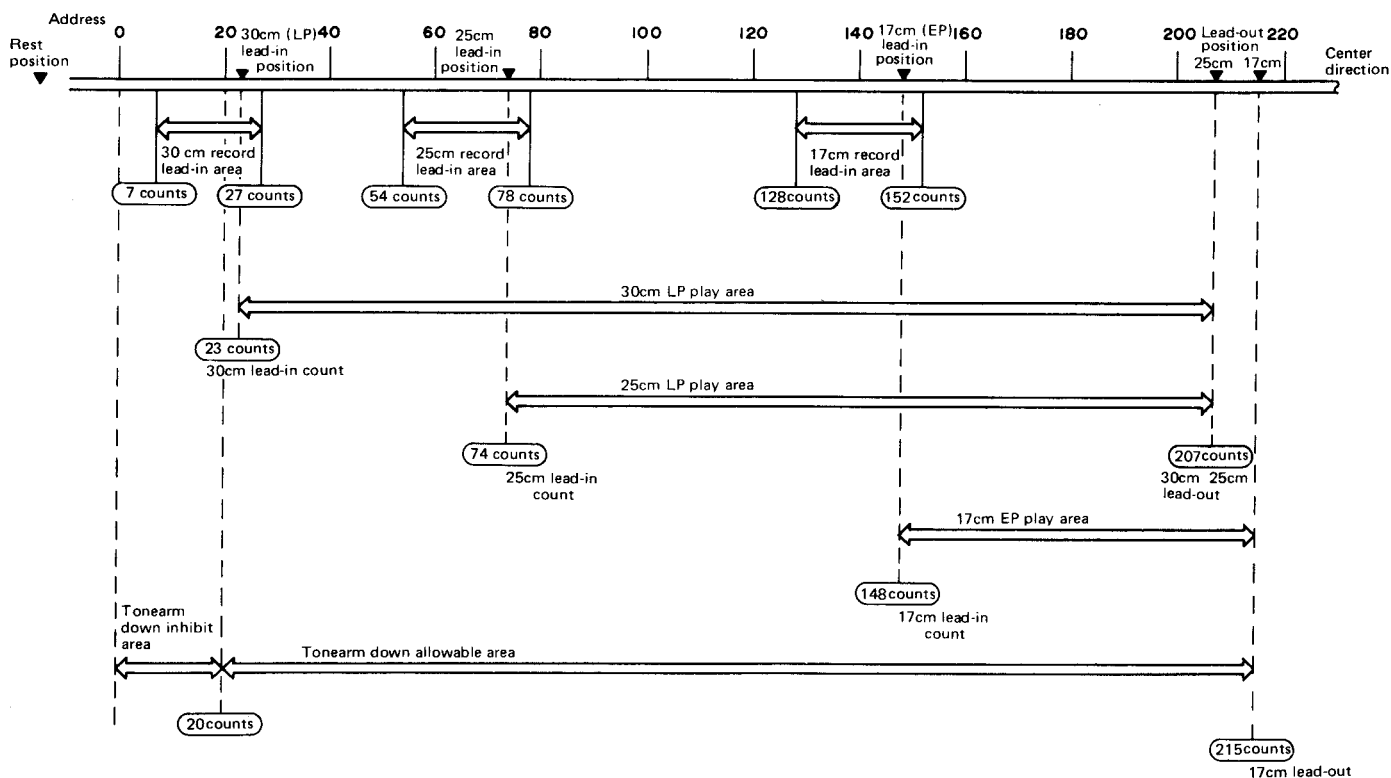 Address
0 20 40 60 80 100 120 140 160 180 200 220
Rest
position
30cm (LP)
lead-in
position
25cm
lead-in
position
17cm (EP)
lead-in
position
Lead-out
position
25cm 17cm
Center
direction
30 cm record
lead-in area
25cm record
lead-in area
17cm record
lead-in area
7 counts
27 counts
54 counts
78 counts
128counts
152counts
30cm LP play area
23 counts
30cm lead-in count
25cm LP play area
74 counts
25cm lead-in
count
207counts
30cm 25cm
lead-out
17cm EP play area
148counts
17cm lead-in
count
Tonearm
down inhibit
area
Tonearm down allowable area
20counts
215counts
17cm lead-out